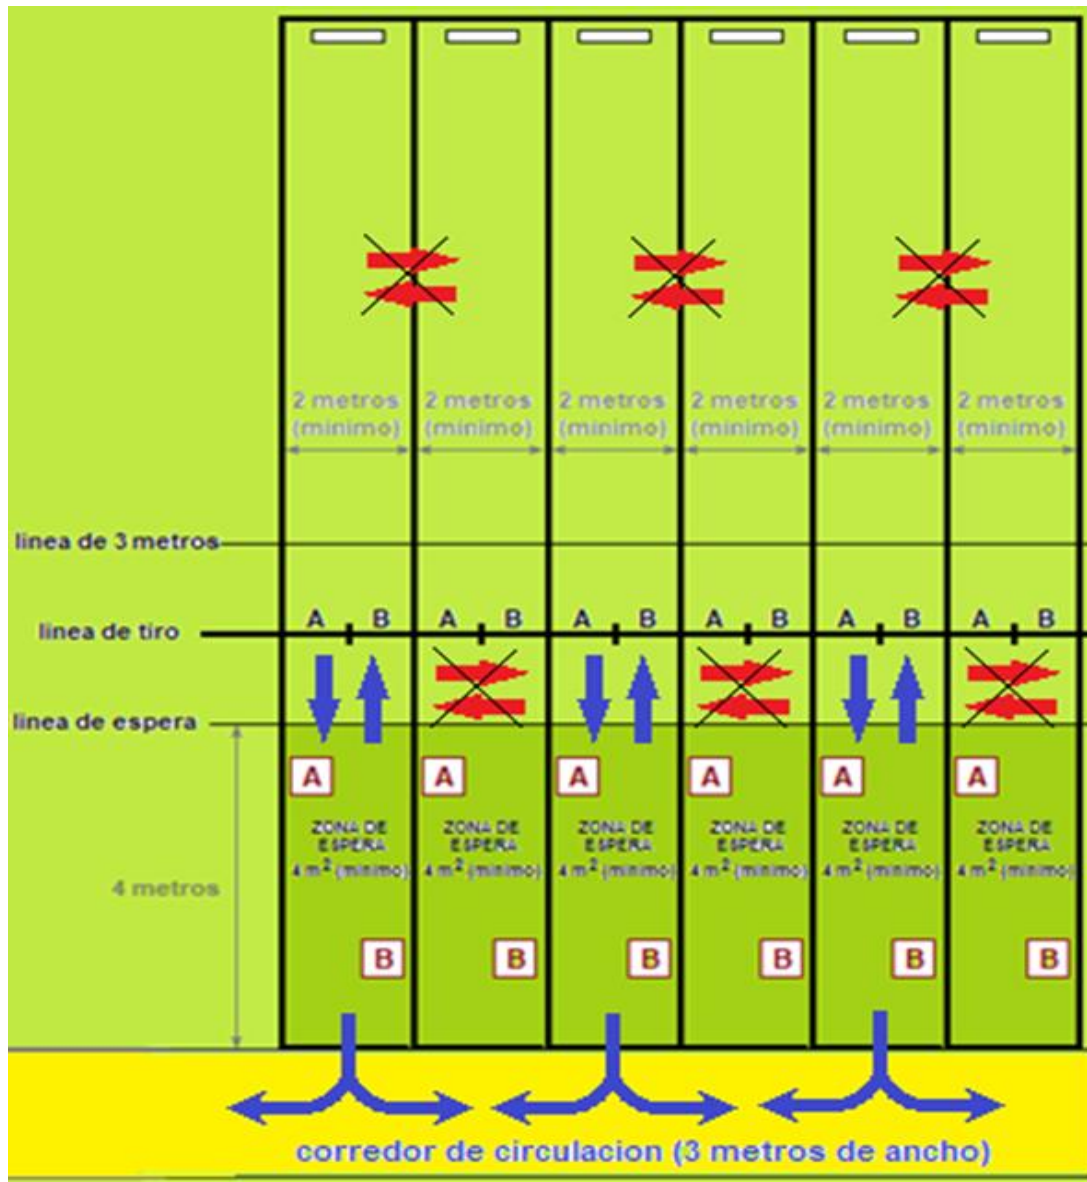 2 metros 2 metros 2 metros 2 metros 2 metros 2 metros
(minimo) (minimo) (minimo) (minimo) (minimo) (minimo)
linea de 3 metros
A B A B A B A B A B A B
linea de tiro
linea de espera
A A A A A A
ZONA DE ZONA DE ZONA DE ZONA DE ZONA DE ZONA DE
ESPERA ESPERA ESPERA ESPERA ESPERA ESPERA
4 m² (minimo) 4 m² (minimo) 4 m² (minimo) 4 m² (minimo) 4 m² (minimo) 4 m² (minimo)
4 metros
B B B B B B
corredor de circulacion (3 metros de ancho)